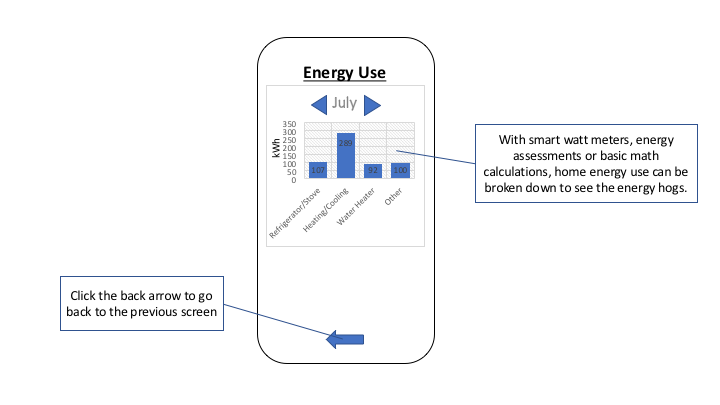 Energy Use
July
kWh
350
300
250
200
150
100
50
0
107
289
92
100
Refrigerator/Stove
Heating/Cooling
Water Heater
Other
With smart watt meters, energy
assessments or basic math
calculations, home energy use can be
broken down to see the energy hogs.
Click the back arrow to go
back to the previous screen